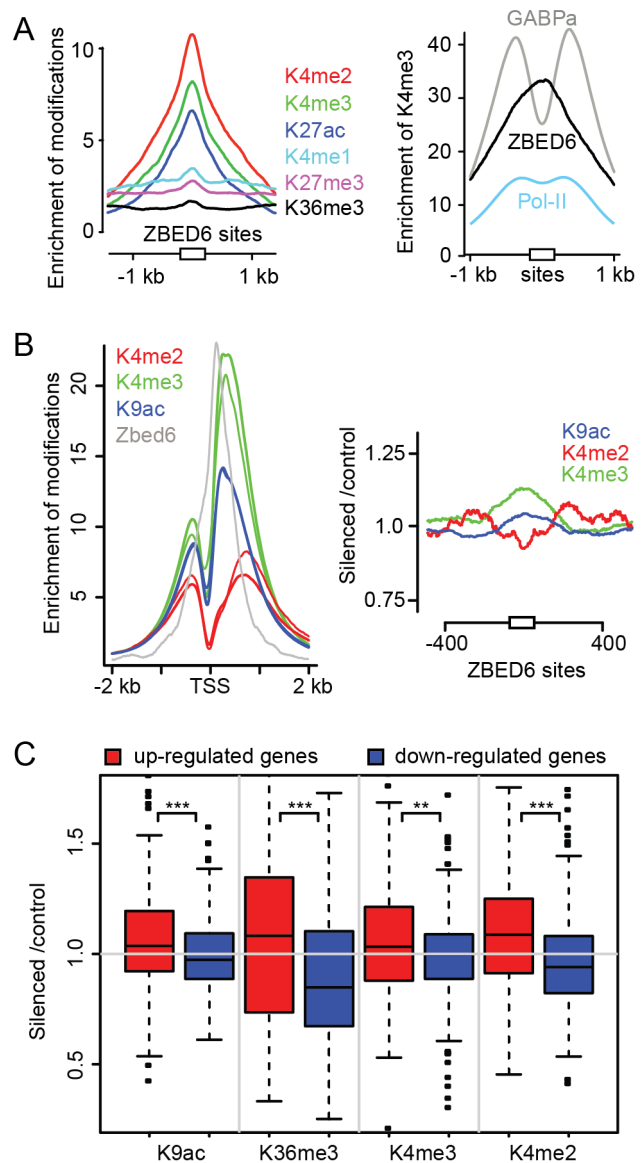 A
Enrichment of modifications
10
5
0
K4me2
K4me3
K27ac
K4me1
K27me3
K36me3
ZBED6 sites
-1 kb
1 kb
Enrichment of K4me3
40
30
20
10
0
GABPa
ZBED6
Pol-II
-1 kb
sites
1 kb
B
Enrichment of modifications
20
15
10
5
K4me2
K4me3
K9ac
Zbed6
-2 kb
TSS
2 kb
Silenced /control
1.25
1.0
0.75
K9ac
K4me2
K4me3
-400
400
ZBED6 sites
C
up-regulated genes
down-regulated genes
Silenced /control
1.5
1.0
0.5
***
***
**
***
K9ac
K36me3
K4me3
K4me2